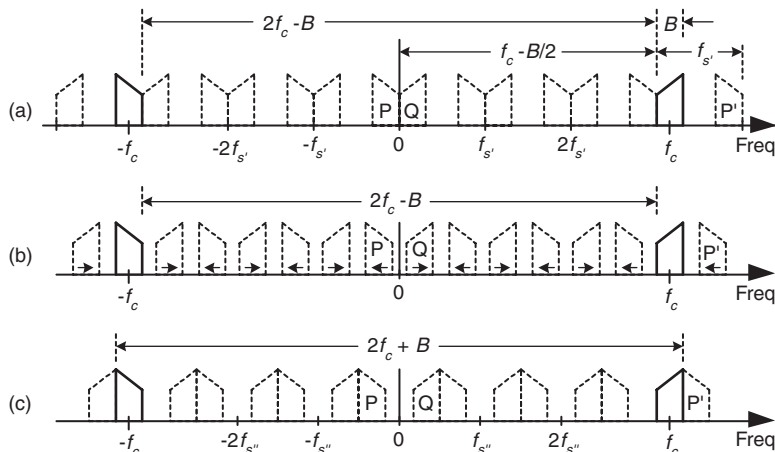 2f_c - B
B
f_c - B/2
f_s'
(a)
P
Q
P'
-f_c
-2f_s'
-f_s'
0
f_s'
2f_s'
f_c
Freq
2f_c - B
(b)
P
Q
P'
-f_c
0
f_c
Freq
2f_c + B
(c)
P
Q
P'
-f_c
-2f_s"
-f_s"
0
f_s"
2f_s"
f_c
Freq